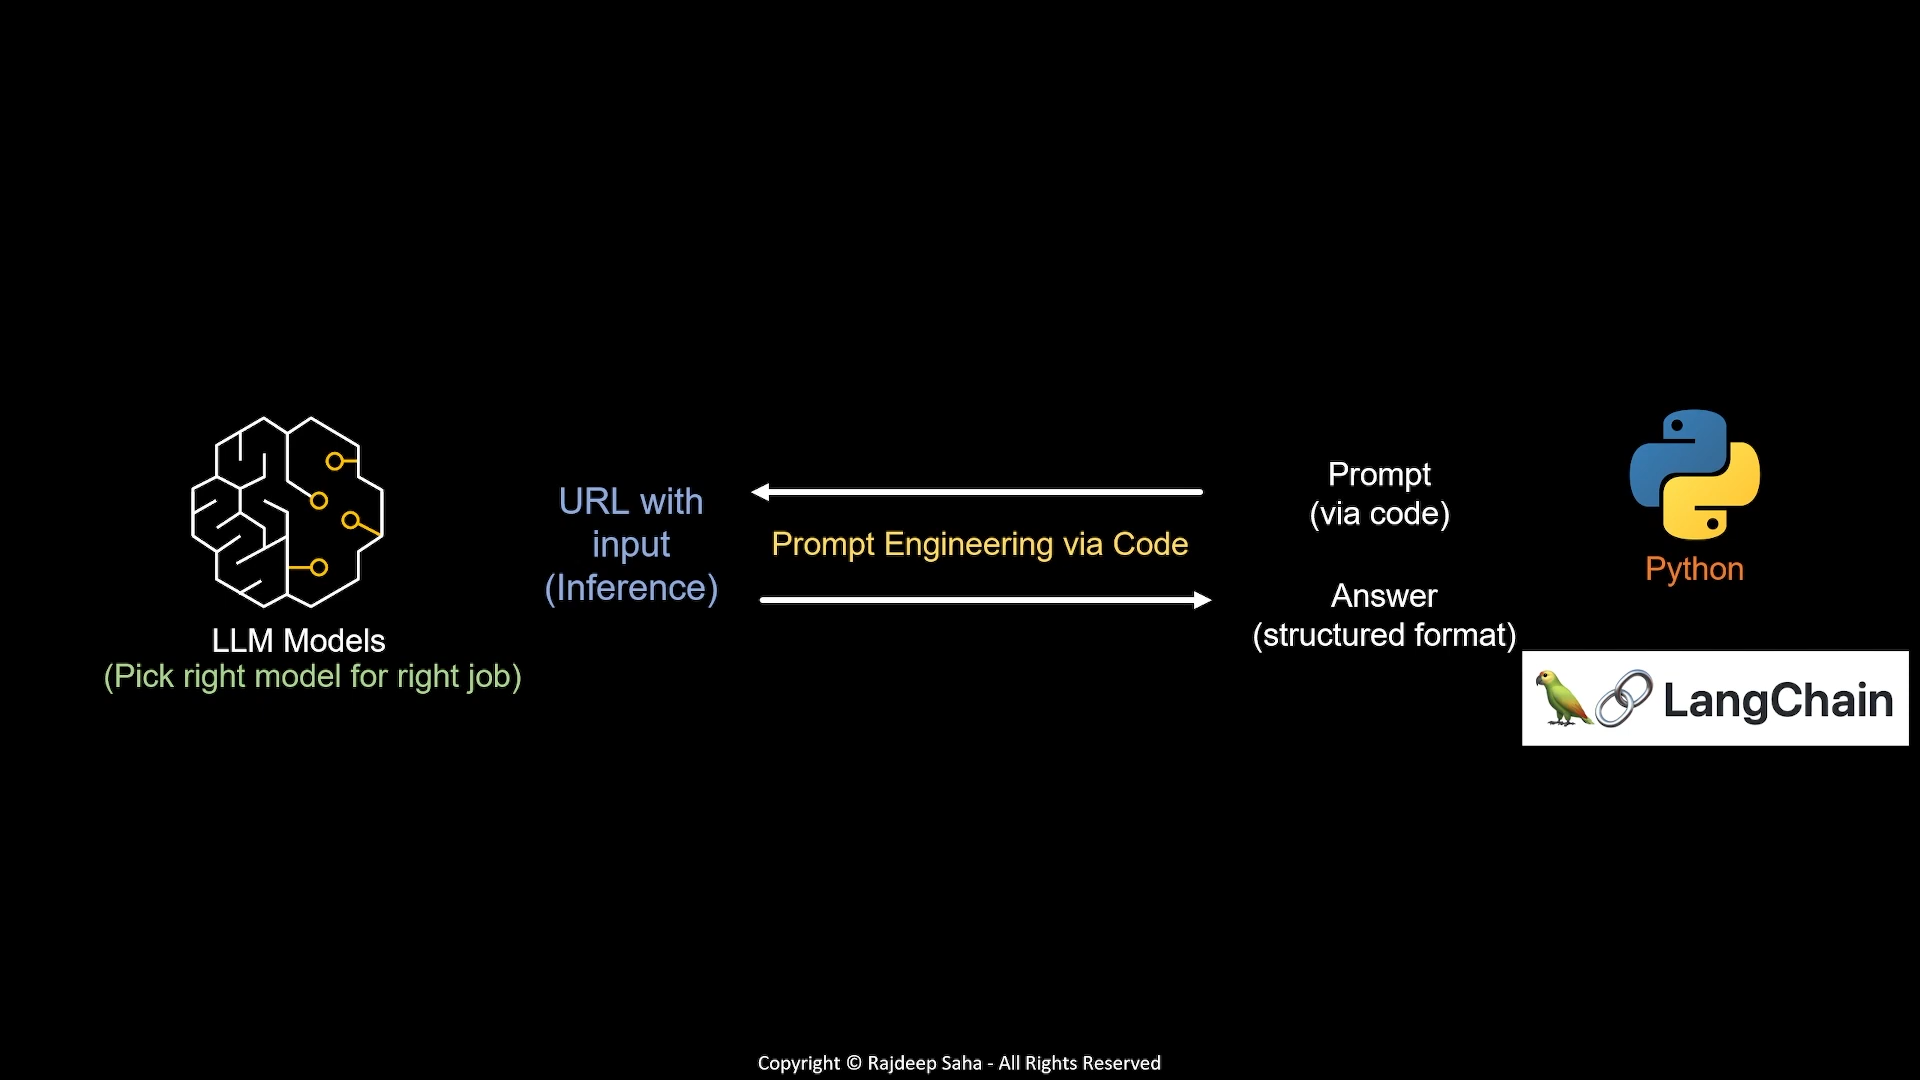 LLM Models
(Pick right model for right job)
URL with
input
(Inference)
Prompt Engineering via Code
Prompt
(via code)
Answer
(structured format)
Python
LangChain
Copyright © Rajdeep Saha - All Rights Reserved